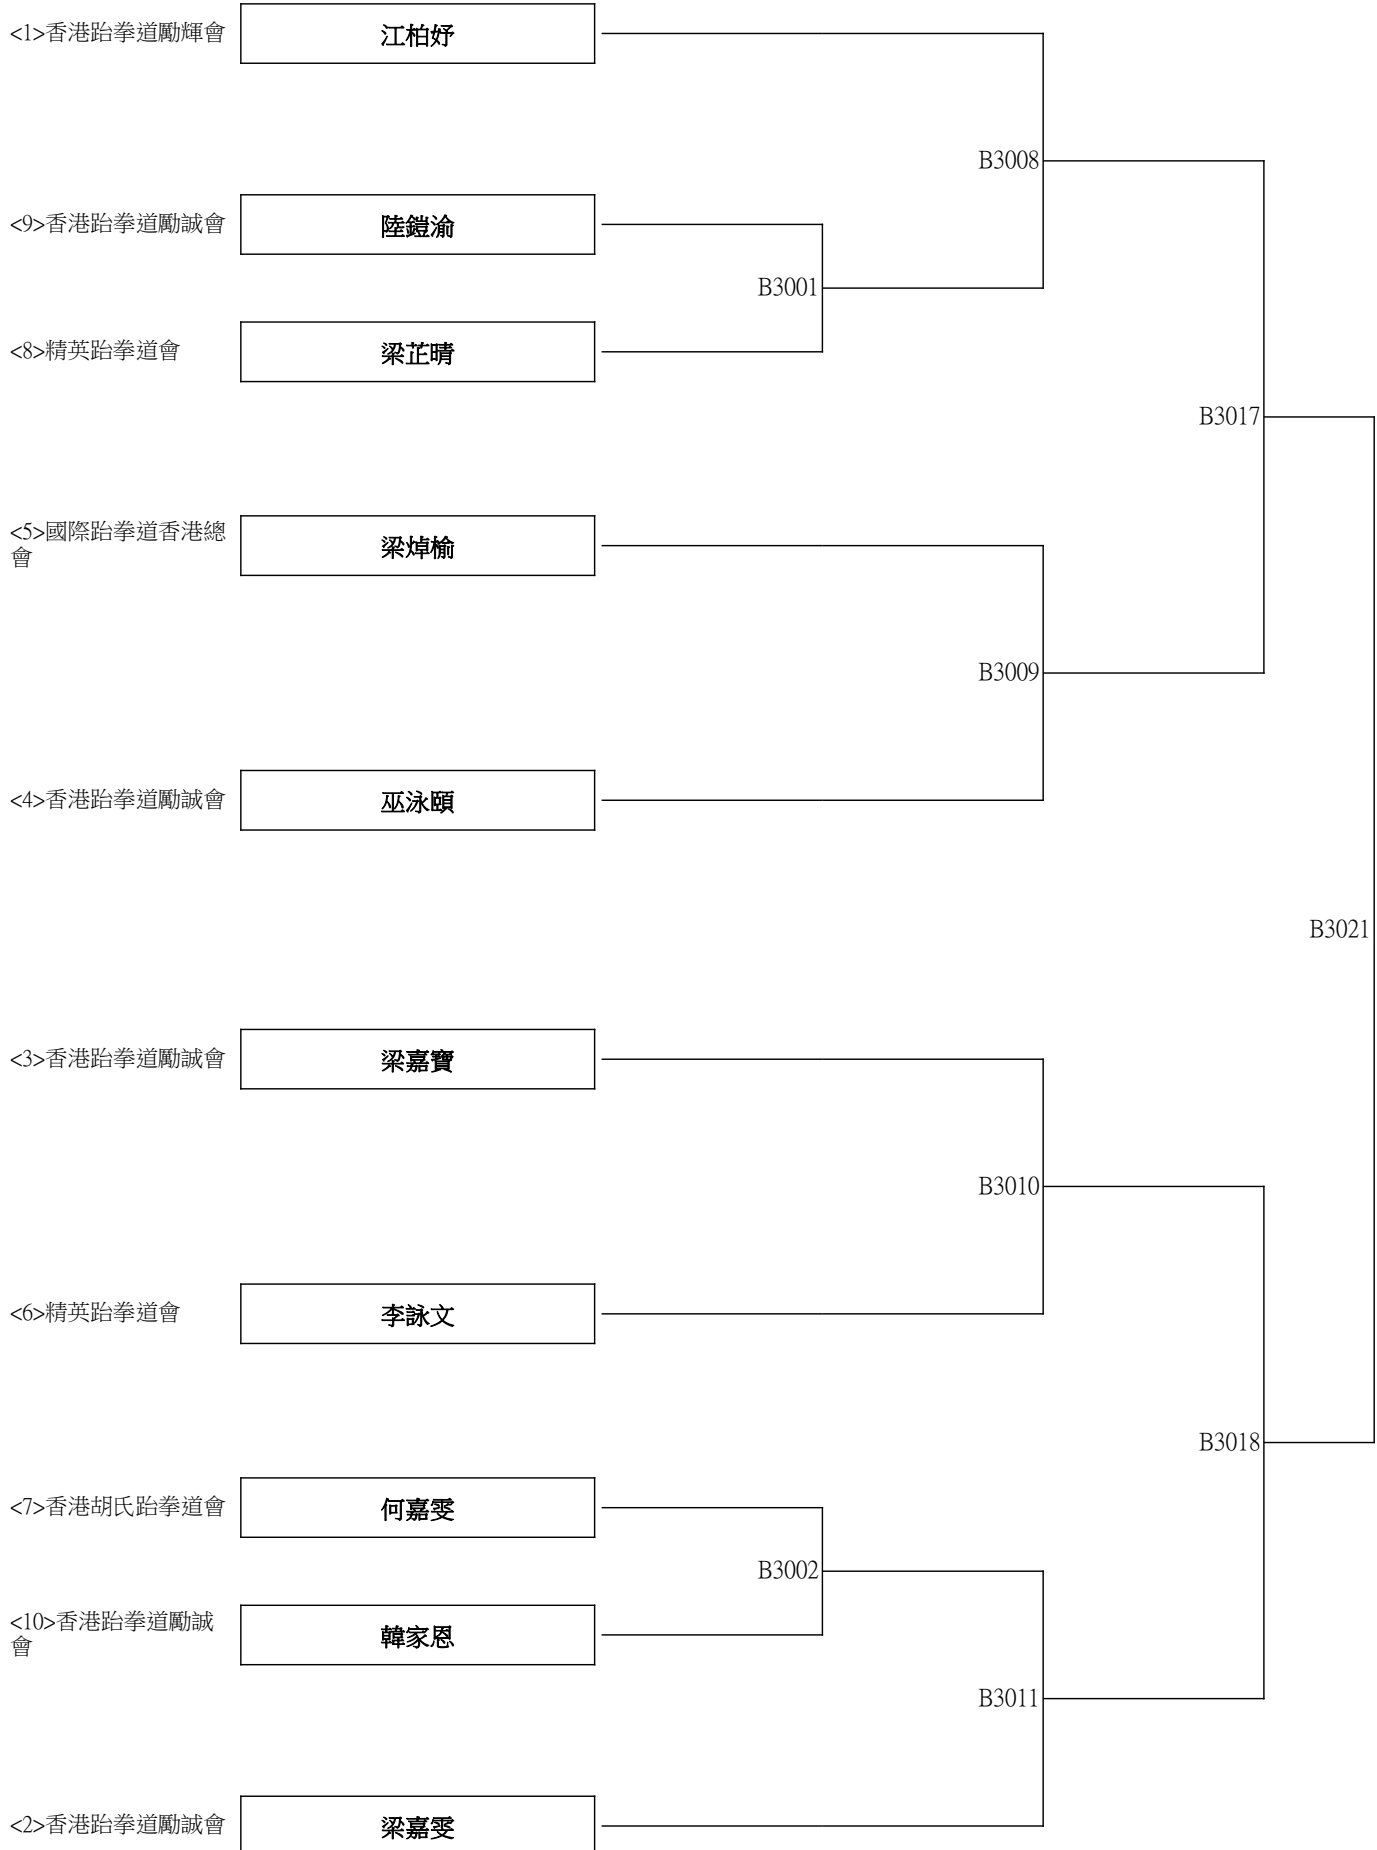 <1>香港跆拳道勵輝會
江柏妤
B3008
<9>香港跆拳道勵誠會
陸鎧渝
B3001
<8>精英跆拳道會
梁芷晴
B3017
<5>國際跆拳道香港總
會
梁焯榆
B3009
<4>香港跆拳道勵誠會
巫泳頤
B3021
<3>香港跆拳道勵誠會
梁嘉寶
B3010
<6>精英跆拳道會
李詠文
B3018
<7>香港胡氏跆拳道會
何嘉雯
B3002
<10>香港跆拳道勵誠
會
韓家恩
B3011
<2>香港跆拳道勵誠會
梁嘉雯